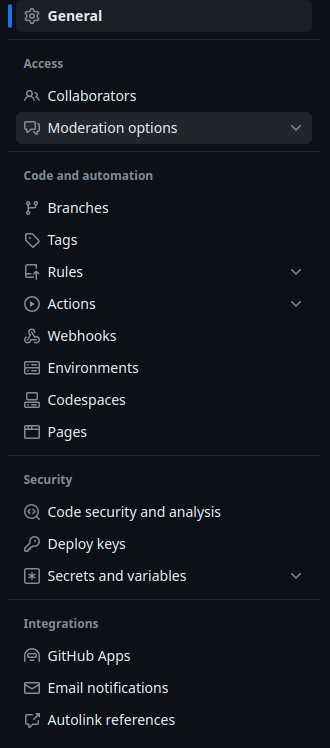 General
Access
Collaborators
Moderation options
Code and automation
Branches
Tags
Rules
Actions
Webhooks
Environments
Codespaces
Pages
Security
Code security and analysis
Deploy keys
Secrets and variables
Integrations
GitHub Apps
Email notifications
Autolink references